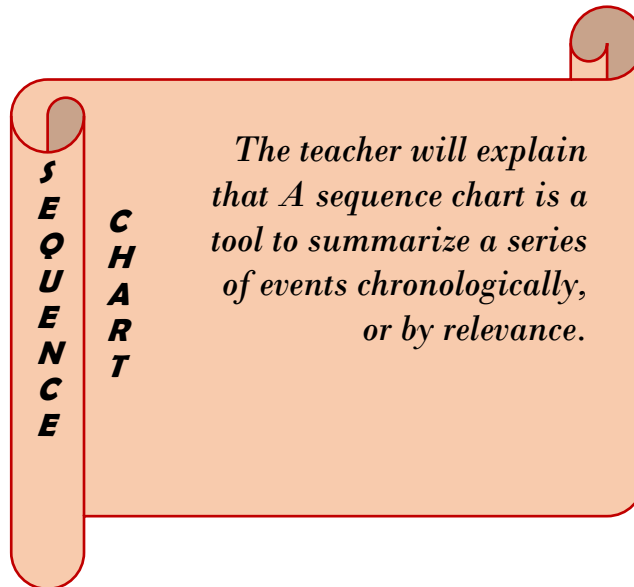 SEQUENCE
CHART
The teacher will explain
that A sequence chart is a
tool to summarize a series
of events chronologically,
or by relevance.